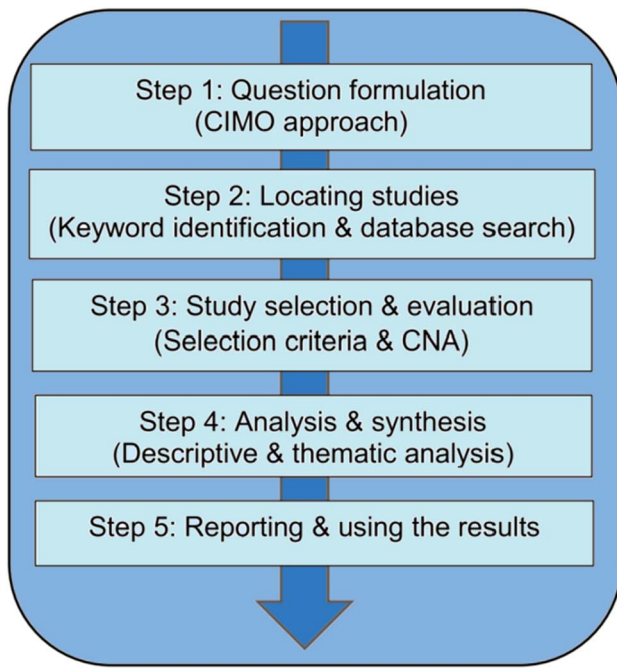 Step 1: Question formulation
(CIMO approach)
Step 2: Locating studies
(Keyword identification & database search)
Step 3: Study selection & evaluation
(Selection criteria & CNA)
Step 4: Analysis & synthesis
(Descriptive & thematic analysis)
Step 5: Reporting & using the results